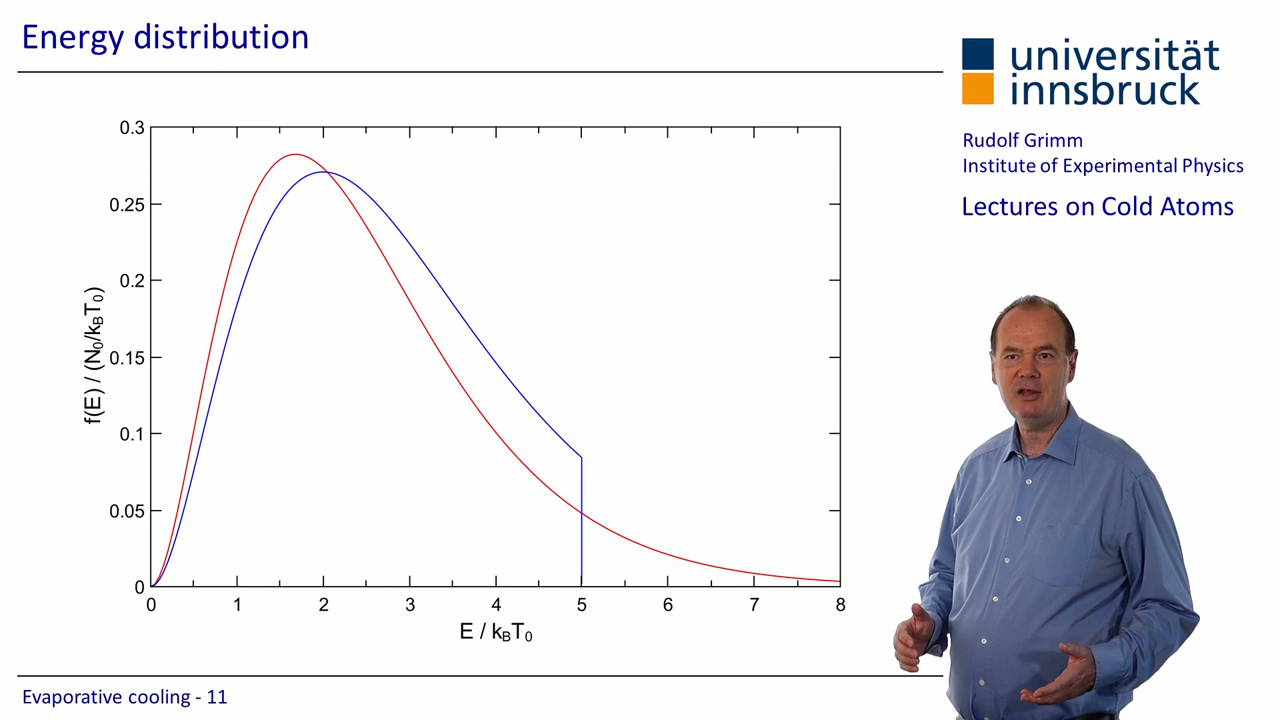 Energy distribution
universität
innsbruck
Rudolf Grimm
Institute of Experimental Physics
Lectures on Cold Atoms
0.3
0.25
0.2
0.15
0.1
0.05
0
f(E) / (N₀/k_BT₀)
0 1 2 3 4 5 6 7 8
E / k_BT₀
Evaporative cooling - 11